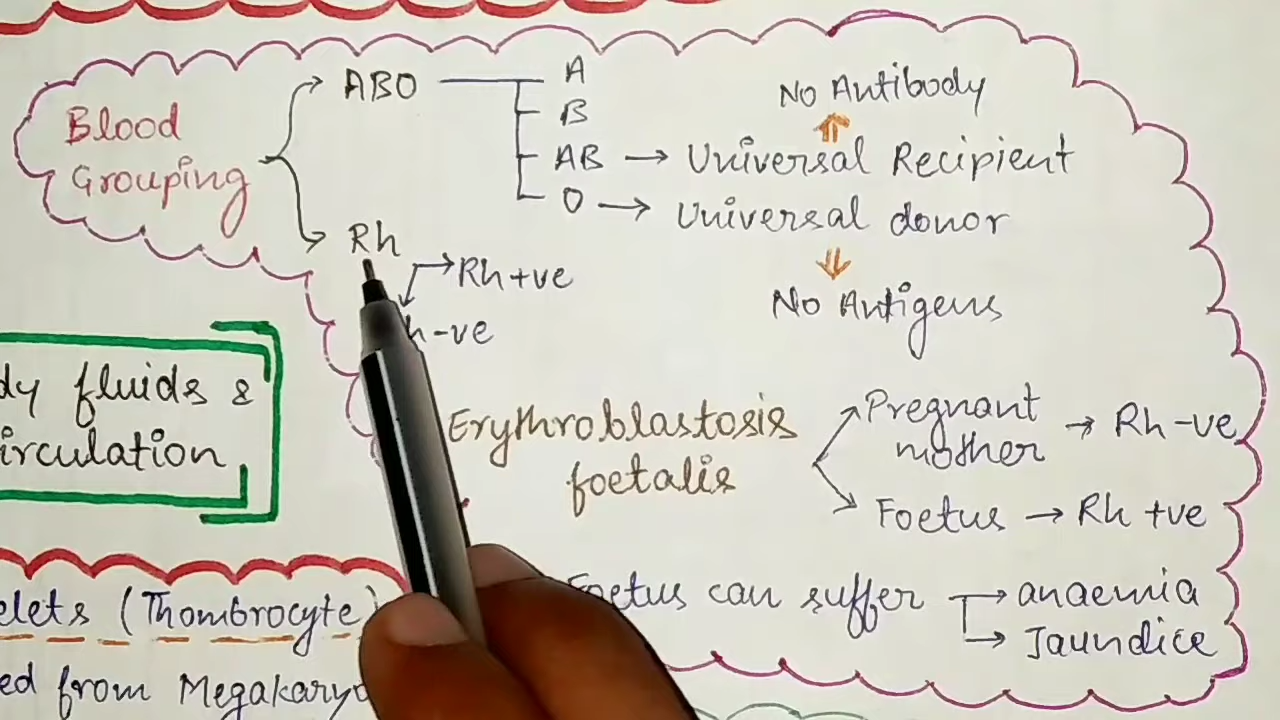 Blood
Grouping
ABO
A
B
AB → Universal Recipient
No Antibody
O → Universal donor
No Antigens
Rh
Rh +ve
h -ve
dy fluids &
irculation
Erythroblastosis
foetalis
Pregnant
mother → Rh -ve
Foetus → Rh +ve
Foetus can suffer
anaemia
Jaundice
elets (Thombrocyte)
ed from Megakaryo